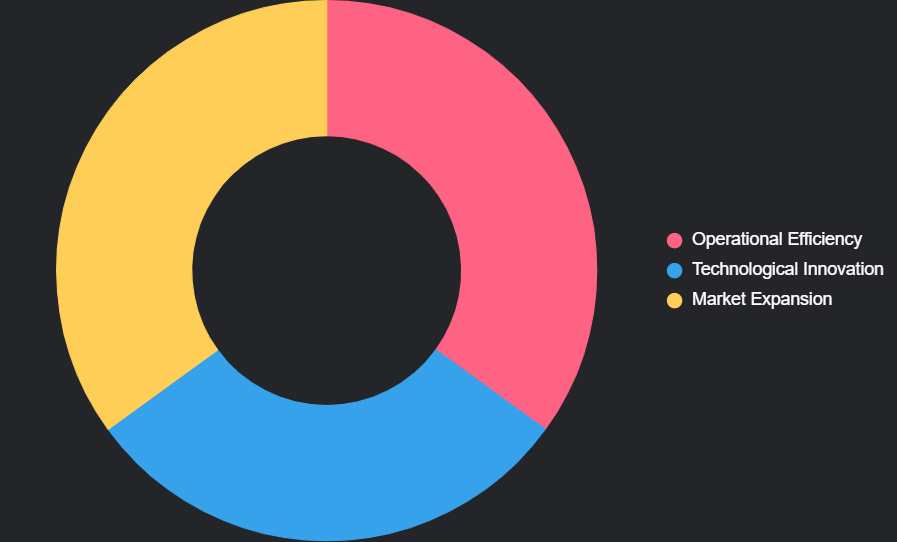 Operational Efficiency
Technological Innovation
Market Expansion